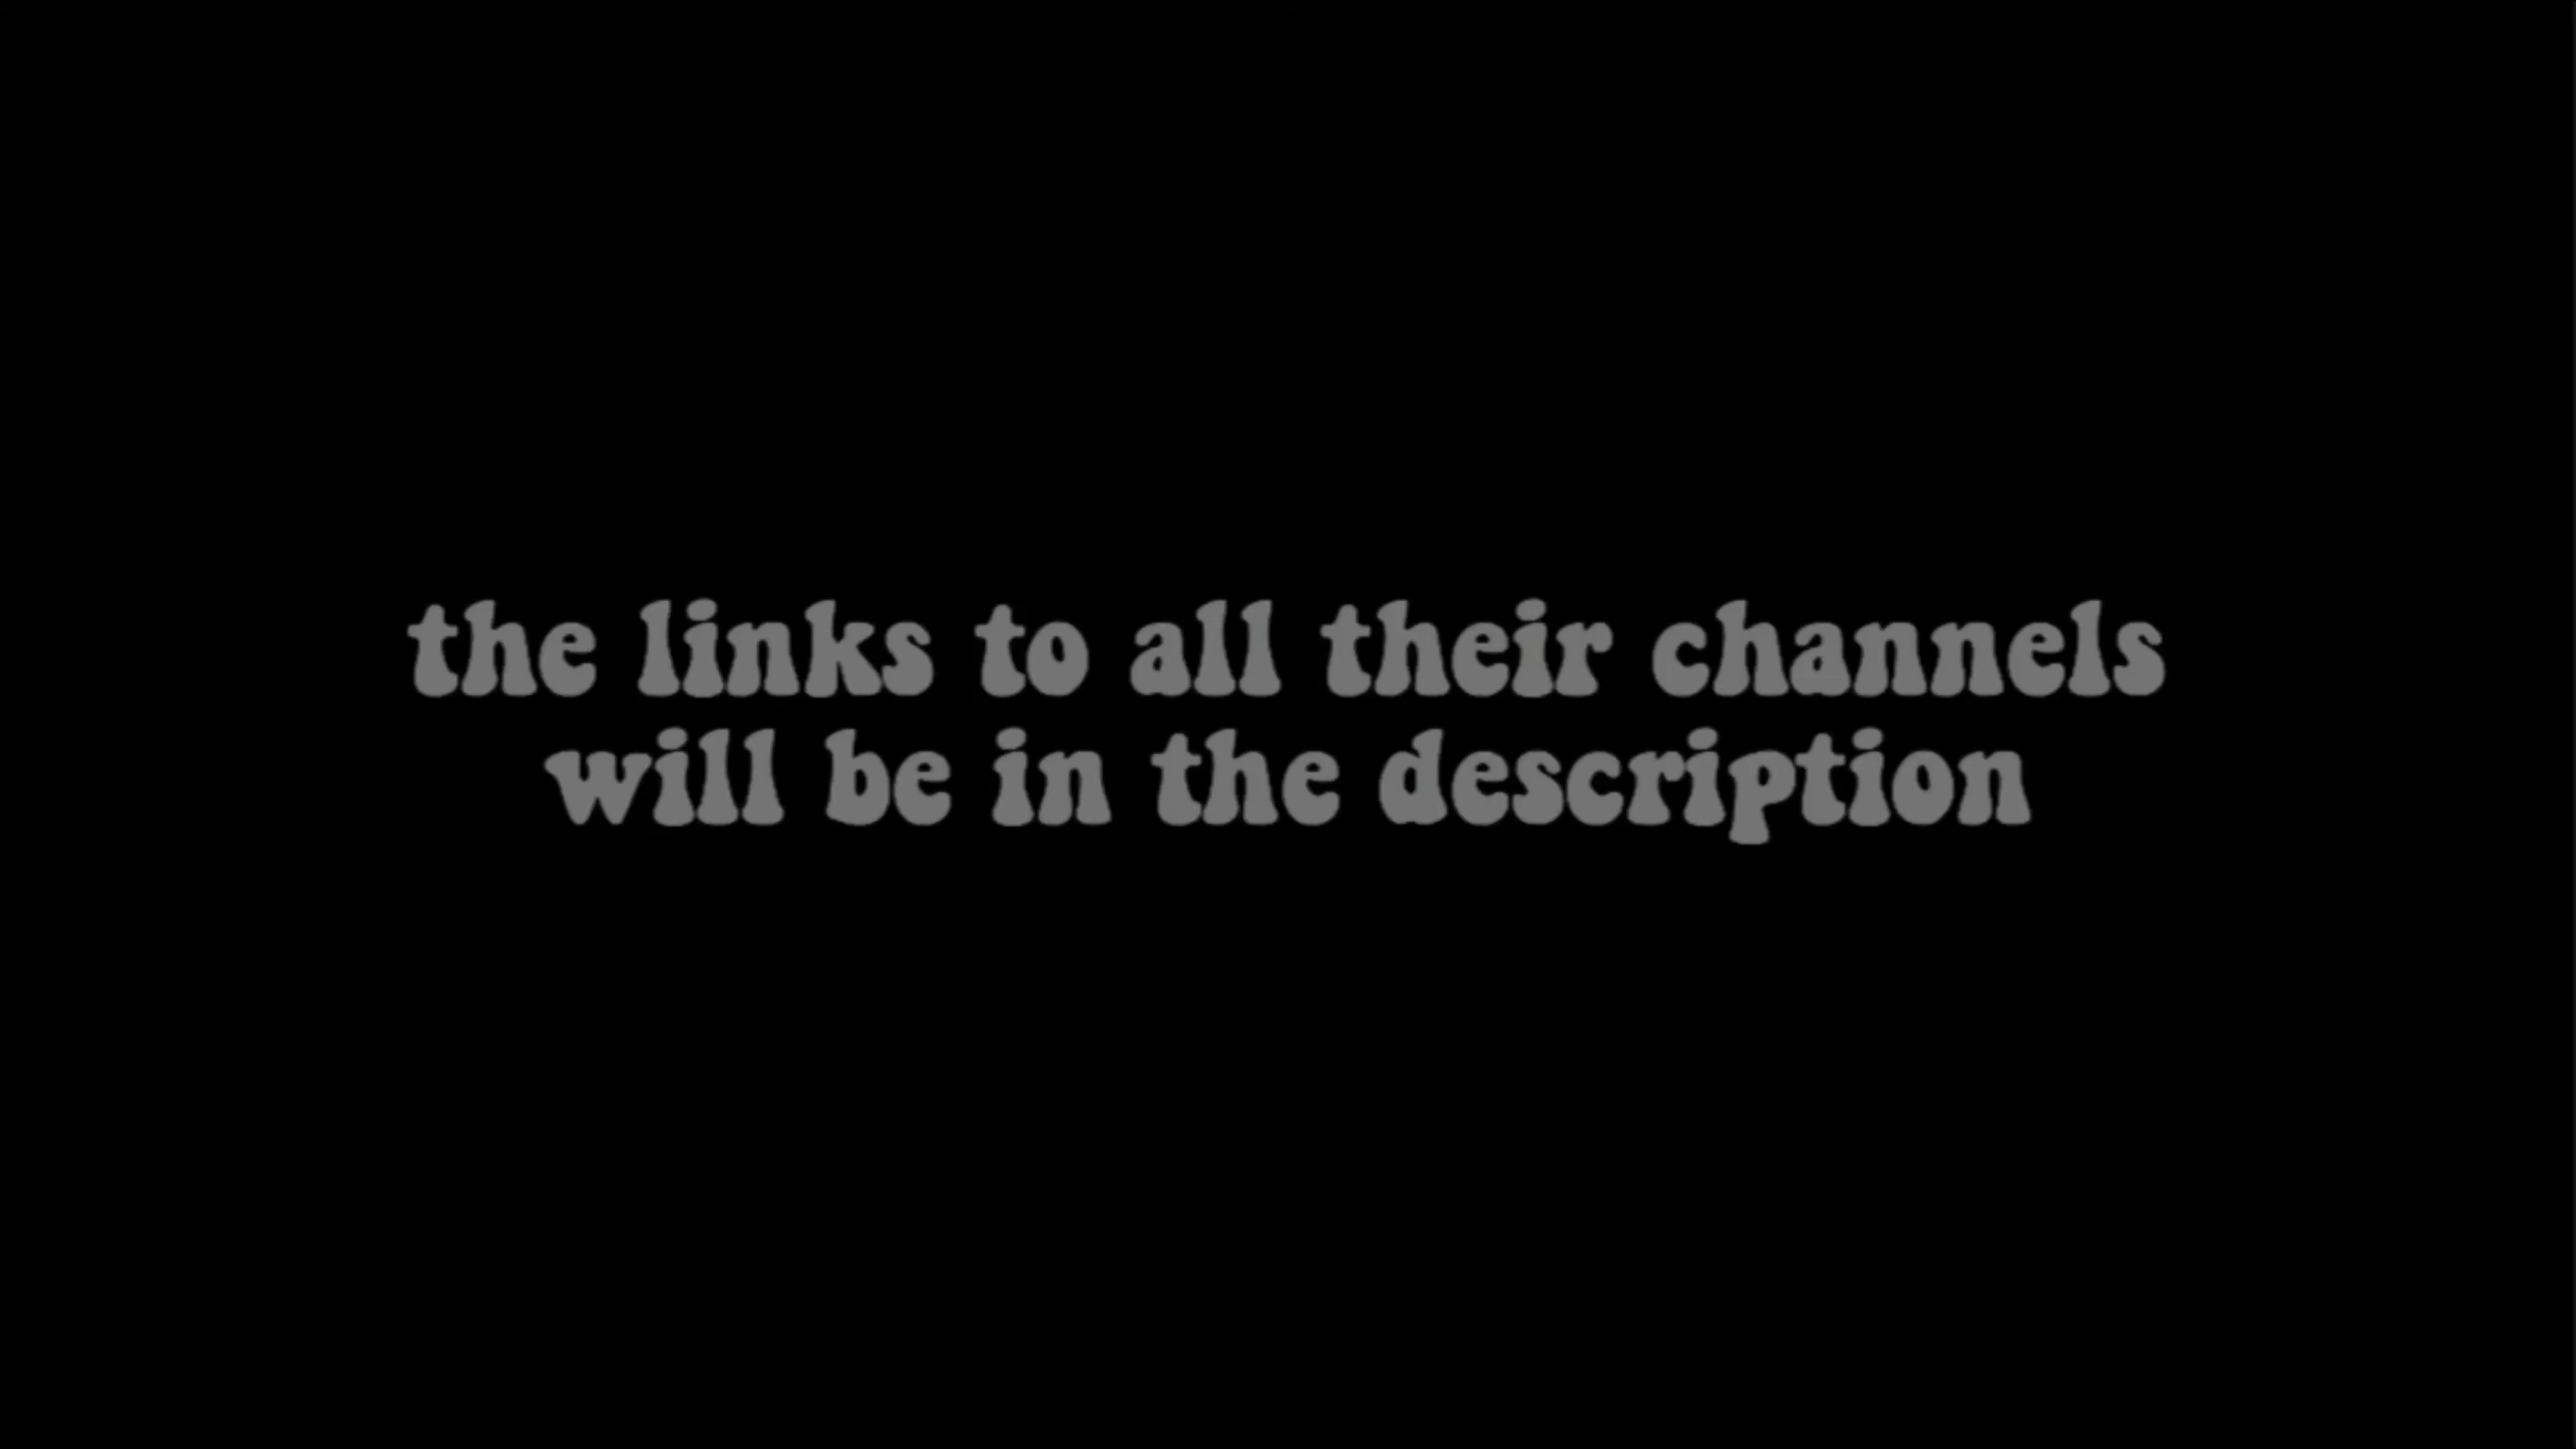 the links to all their channels
will be in the description